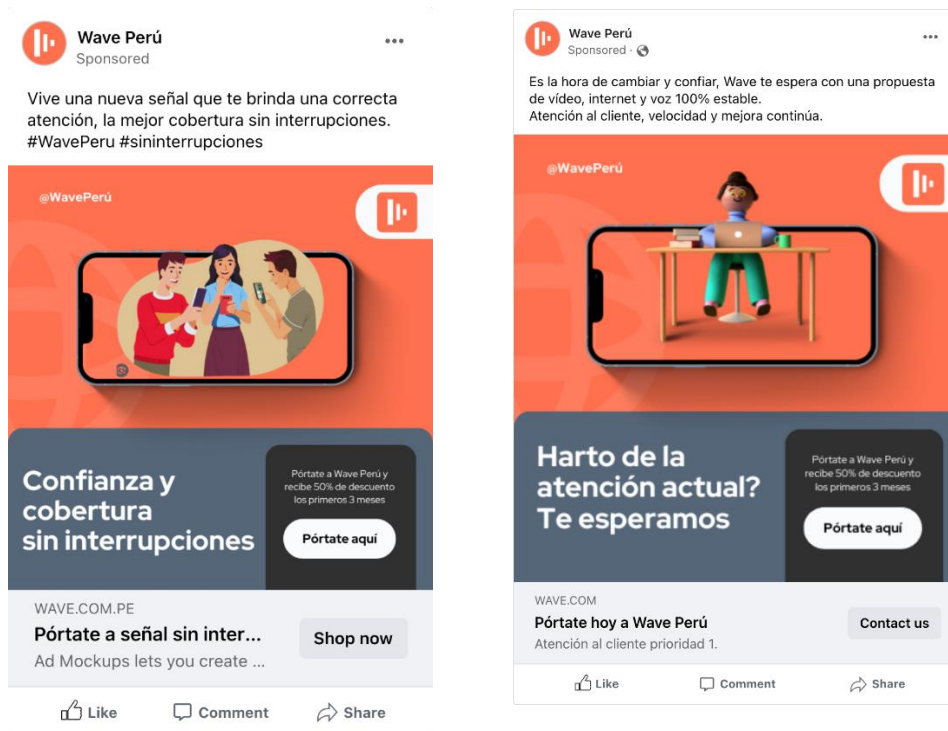 Wave Perú
Sponsored
Vive una nueva señal que te brinda una correcta
atención, la mejor cobertura sin interrupciones.
#WavePeru #sininterrupciones
@WavePerú
Confianza y
cobertura
sin interrupciones
Pórtate a Wave Perú y
recibe 50% de descuento
los primeros 3 meses
Pórtate aquí
WAVE.COM.PE
Pórtate a señal sin inter...
Ad Mockups lets you create ...
Shop now
Like
Comment
Share
Wave Perú
Sponsored ·
Es la hora de cambiar y confiar, Wave te espera con una propuesta
de vídeo, internet y voz 100% estable.
Atención al cliente, velocidad y mejora continúa.
@WavePerú
Harto de la
atención actual?
Te esperamos
Pórtate a Wave Perú y
recibe 50% de descuento
los primeros 3 meses
Pórtate aquí
WAVE.COM
Pórtate hoy a Wave Perú
Atención al cliente prioridad 1.
Contact us
Like
Comment
Share